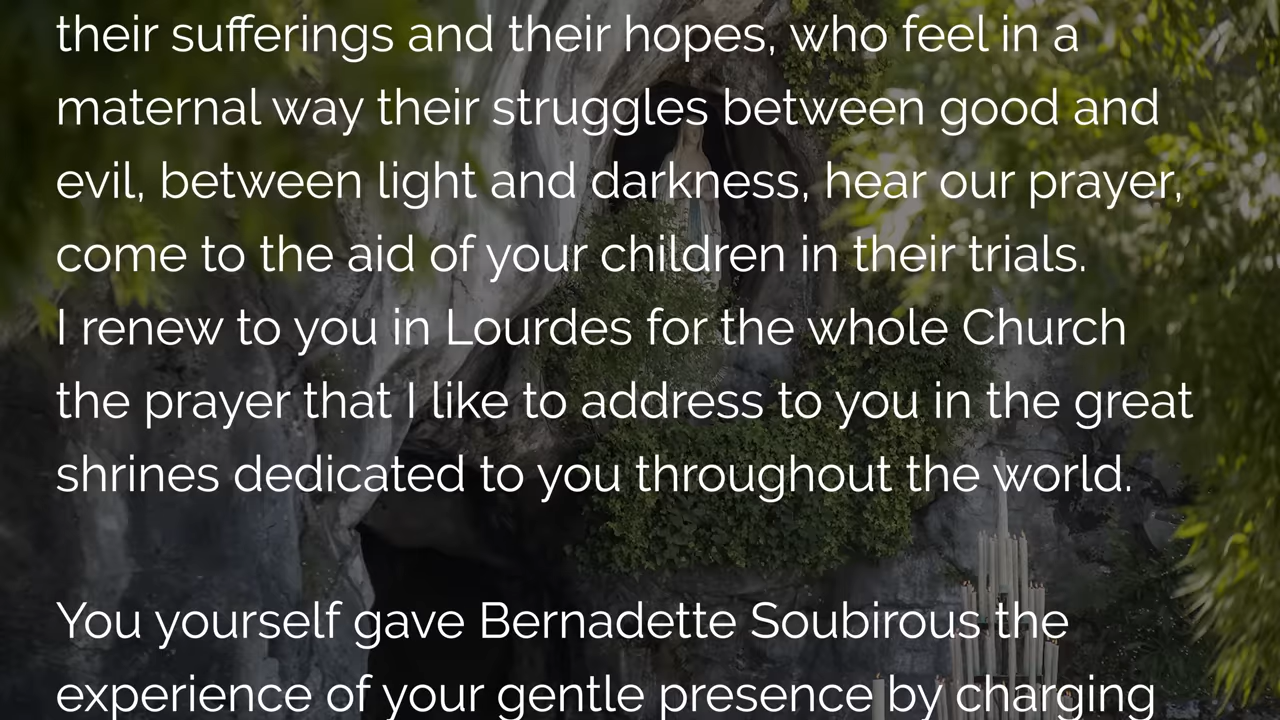 their sufferings and their hopes, who feel in a
maternal way their struggles between good and
evil, between light and darkness, hear our prayer,
come to the aid of your children in their trials.
I renew to you in Lourdes for the whole Church
the prayer that I like to address to you in the great
shrines dedicated to you throughout the world.
You yourself gave Bernadette Soubirous the
experience of your gentle presence by charging